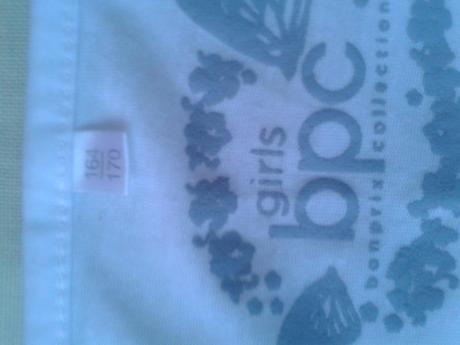 164
170
girls
bpc
bonprix collection